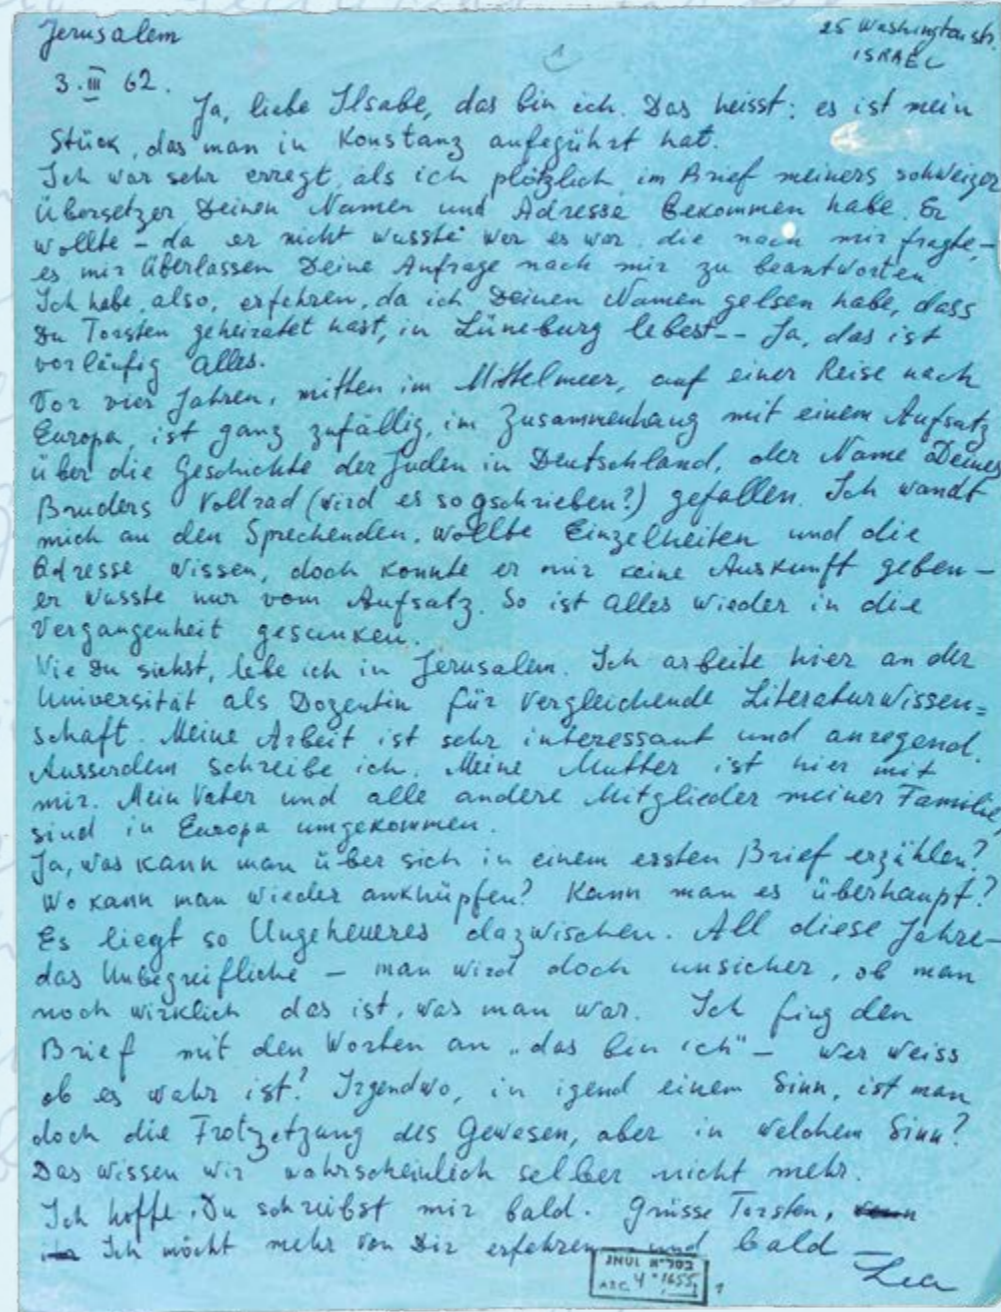 Jerusalem
25 Washington str.
ISRAEL
1
3.III 62.
Ja, liebe Ilsabe, das bin ich. Das heisst: es ist mein
Stück, das man in Konstanz aufgeführt hat.
Ich war sehr erregt, als ich plötzlich im Brief meiners schweizer
Übersetzer Deinen Namen und Adresse bekommen habe. Er
wollte – da er nicht wusste wer es war, die nach mir fragte, –
es mir überlassen Deine Anfrage nach mir zu beantworten
Ich habe, also, erfahren, da ich Deinen Namen gelsen habe, dass
Du Torsten geheiratet hast, in Lüneburg lebest-- Ja, das ist
vorläufig alles.
Vor vier Jahren, mitten im Mittelmeer, auf einer Reise nach
Europa, ist ganz zufällig, im Zusammenhang mit einem Aufsatz
über die Geschichte der Juden in Deutschland, der Name Deines
Bruders Vollrad (wird es so gschrieben?) gefallen. Ich wandt
mich an den Sprechenden, wollte Einzelheiten und die
Adresse wissen, doch konnte er mir keine Auskunft geben –
er wusste nur vom Aufsatz. So ist alles wieder in die
Vergangenheit gesunken.
Wie Du siehst, lebe ich in Jerusalem. Ich arbeite hier an der
Universität als Dozentin für Vergleichende Literaturwissen=
schaft. Meine Arbeit ist sehr interessant und anregend.
Ausserdem schreibe ich. Meine Mutter ist hier mit
mir. Mein Vater und alle andere Mitglieder meiner Familie,
sind in Europa umgekommen.
Ja, was kann man über sich in einem ersten Brief erzählen?
Wo kann man wieder anknüpfen? Kann man es überhaupt?
Es liegt so Ungeheueres dazwischen. All diese Jahre –
das Unbegreifliche – man wird doch unsicher, ob man
noch wirklich das ist, was man war. Ich fing den
Brief mit den Worten an „das bin ich" – wer weiss
ob es wahr ist? Irgendwo, in igend einem Sinn, ist man
doch die Frotzetzung des Gewesen, aber in welchem Sinn?
Das wissen wir wahrscheinlich selber nicht mehr.
Ich hoffe, Du schreibst mir bald. Grüsse Torsten,
Ich möcht mehr von Dir erfahren und bald –
Lea
JNUL בסל"א
ARC. 4° 1655
1